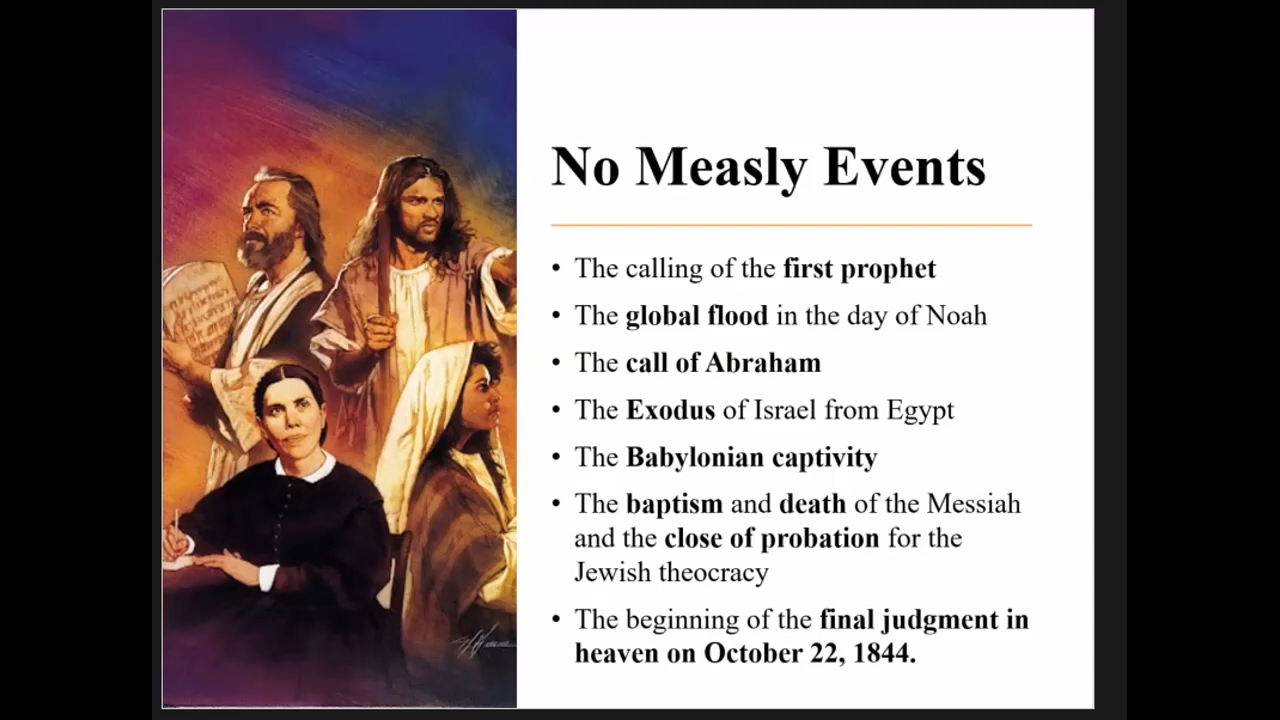 No Measly Events
• The calling of the first prophet
• The global flood in the day of Noah
• The call of Abraham
• The Exodus of Israel from Egypt
• The Babylonian captivity
• The baptism and death of the Messiah
and the close of probation for the
Jewish theocracy
• The beginning of the final judgment in
heaven on October 22, 1844.